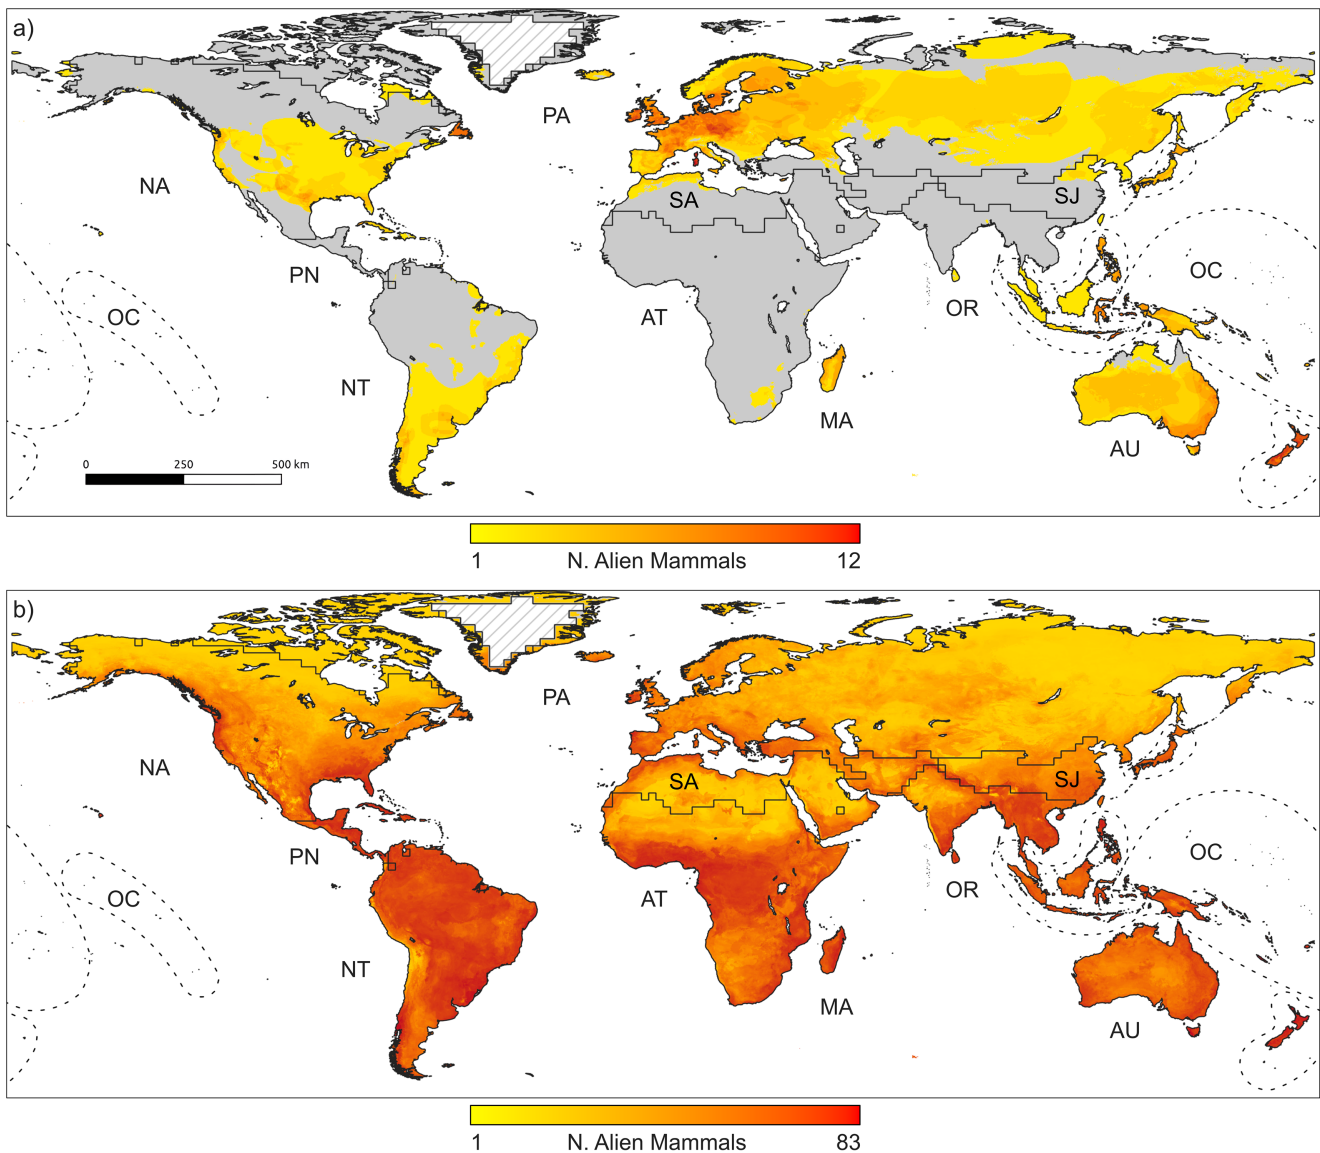 a)
PA
NA
SA
SJ
PN
OC
OC
AT
OR
NT
MA
AU
0 250 500 km
1 N. Alien Mammals 12
b)
PA
NA
SA
SJ
PN
OC
OC
AT
OR
NT
MA
AU
1 N. Alien Mammals 83